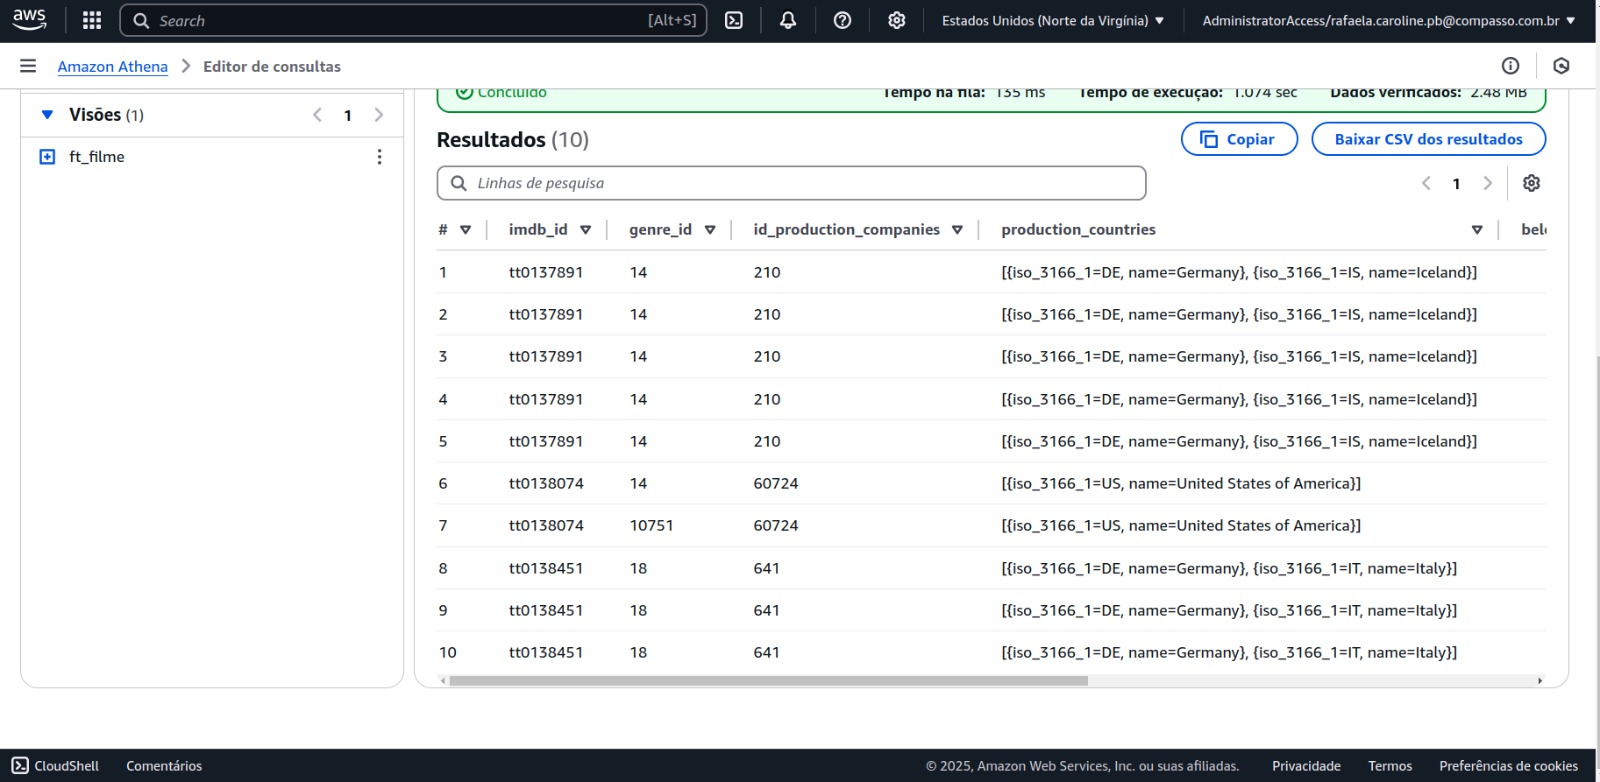 aws Search [Alt+S] Estados Unidos (Norte da Virgínia) AdministratorAccess/rafaela.caroline.pb@compasso.com.br
Amazon Athena > Editor de consultas
Visões (1) < 1 >
ft_filme
Concluído Tempo na fila: 135 ms Tempo de execução: 1.074 sec Dados verificados: 2.48 MB
Resultados (10) Copiar Baixar CSV dos resultados
Linhas de pesquisa < 1 >
# imdb_id genre_id id_production_companies production_countries belo
1 tt0137891 14 210 [{iso_3166_1=DE, name=Germany}, {iso_3166_1=IS, name=Iceland}]
2 tt0137891 14 210 [{iso_3166_1=DE, name=Germany}, {iso_3166_1=IS, name=Iceland}]
3 tt0137891 14 210 [{iso_3166_1=DE, name=Germany}, {iso_3166_1=IS, name=Iceland}]
4 tt0137891 14 210 [{iso_3166_1=DE, name=Germany}, {iso_3166_1=IS, name=Iceland}]
5 tt0137891 14 210 [{iso_3166_1=DE, name=Germany}, {iso_3166_1=IS, name=Iceland}]
6 tt0138074 14 60724 [{iso_3166_1=US, name=United States of America}]
7 tt0138074 10751 60724 [{iso_3166_1=US, name=United States of America}]
8 tt0138451 18 641 [{iso_3166_1=DE, name=Germany}, {iso_3166_1=IT, name=Italy}]
9 tt0138451 18 641 [{iso_3166_1=DE, name=Germany}, {iso_3166_1=IT, name=Italy}]
10 tt0138451 18 641 [{iso_3166_1=DE, name=Germany}, {iso_3166_1=IT, name=Italy}]
CloudShell Comentários © 2025, Amazon Web Services, Inc. ou suas afiliadas. Privacidade Termos Preferências de cookies